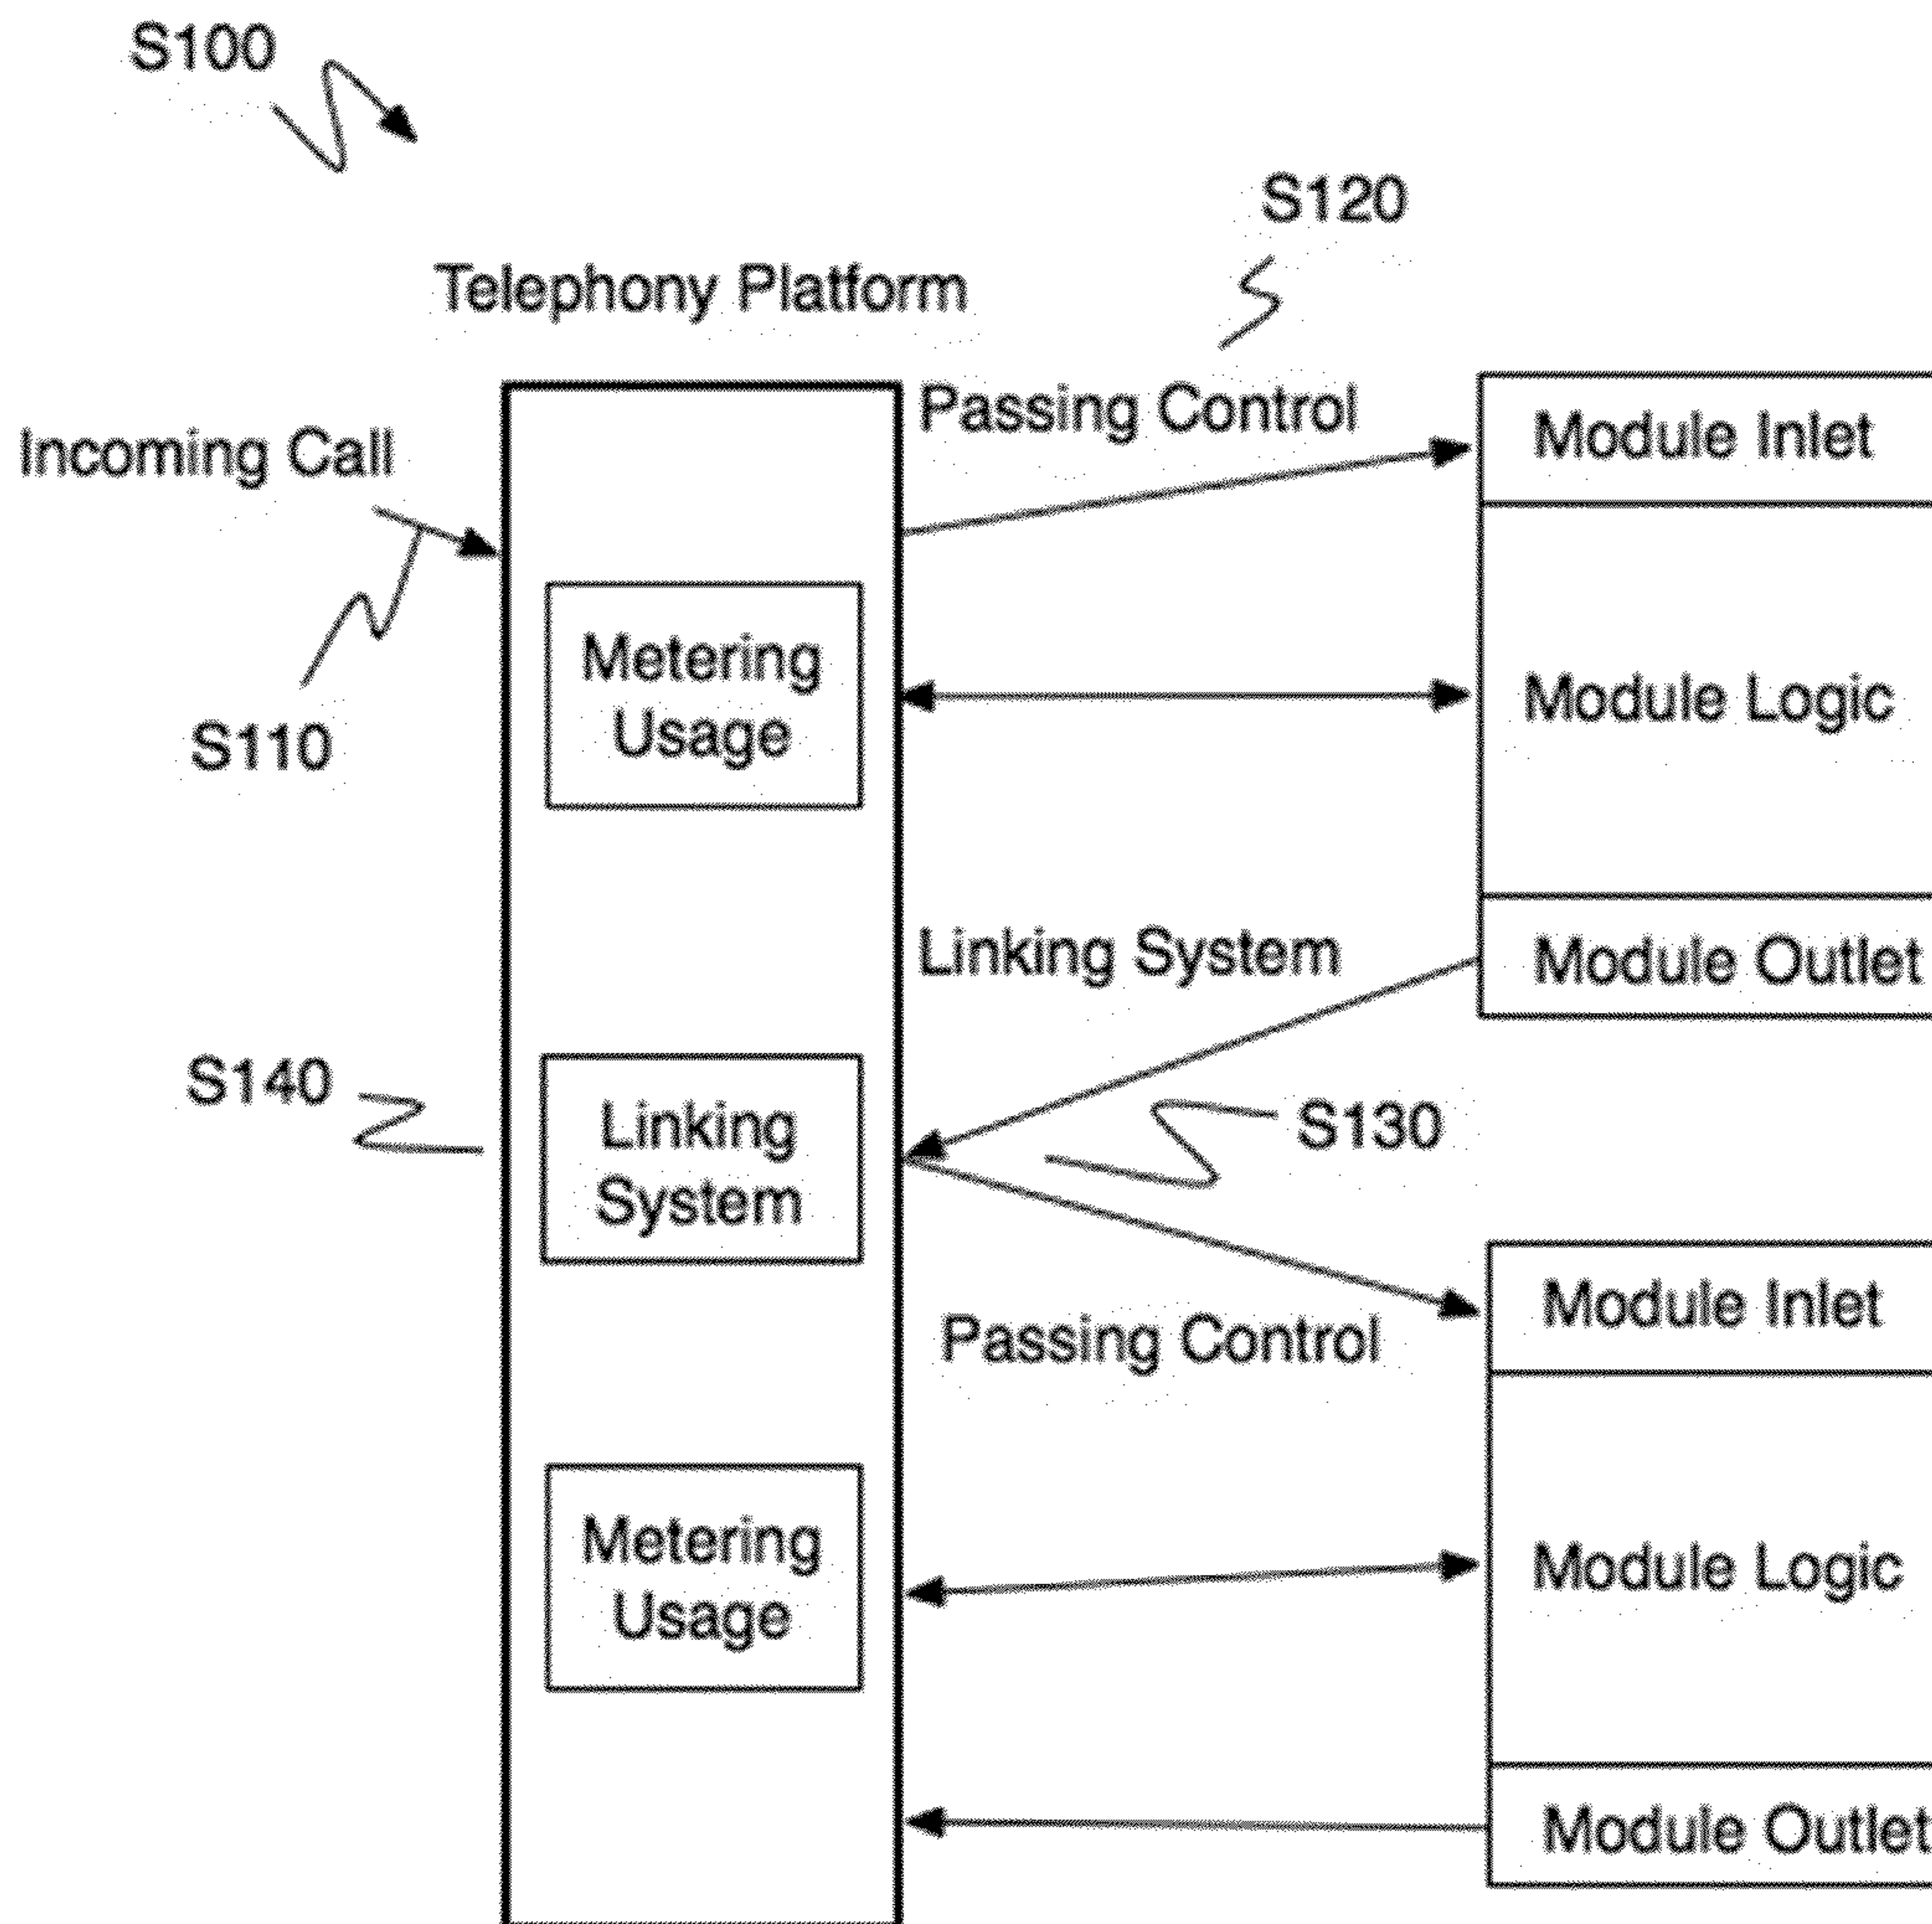 S100
S120
Telephony Platform
Passing Control
Module Inlet
Incoming Call
Metering
Usage
Module Logic
S110
Linking System
Module Outlet
S140
Linking
System
S130
Module Inlet
Passing Control
Metering
Usage
Module Logic
Module Outlet